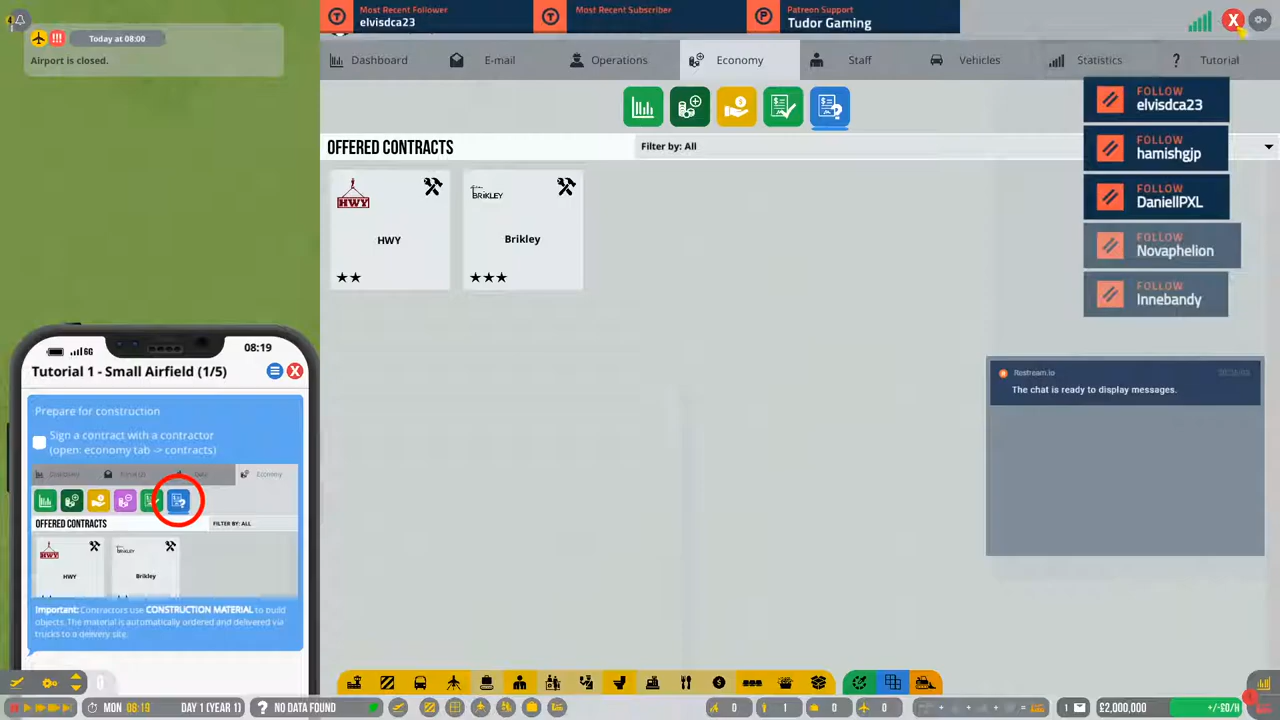 Most Recent Follower
elvisdca23
Most Recent Subscriber
Patreon Support
Tudor Gaming
Today at 08:00
Airport is closed.
Dashboard
E-mail
Operations
Economy
Staff
Vehicles
Statistics
Tutorial
OFFERED CONTRACTS
Filter by: All
HWY
HWY
BRIKLEY
Brikley
FOLLOW
elvisdca23
FOLLOW
hamishgjp
FOLLOW
DaniellPXL
FOLLOW
Novaphelion
FOLLOW
Innebandy
Restream.io
The chat is ready to display messages.
6G
08:19
Tutorial 1 - Small Airfield (1/5)
Prepare for construction
Sign a contract with a contractor
(open: economy tab -> contracts)
Economy
OFFERED CONTRACTS
FILTER BY: ALL
HWY
Brikley
Important: Contractors use CONSTRUCTION MATERIAL to build
objects. The material is automatically ordered and delivered via
trucks to a delivery site.
MON 08:19
DAY 1 (YEAR 1)
NO DATA FOUND
0
1
0
0
1
£2,000,000
+/-£0/H